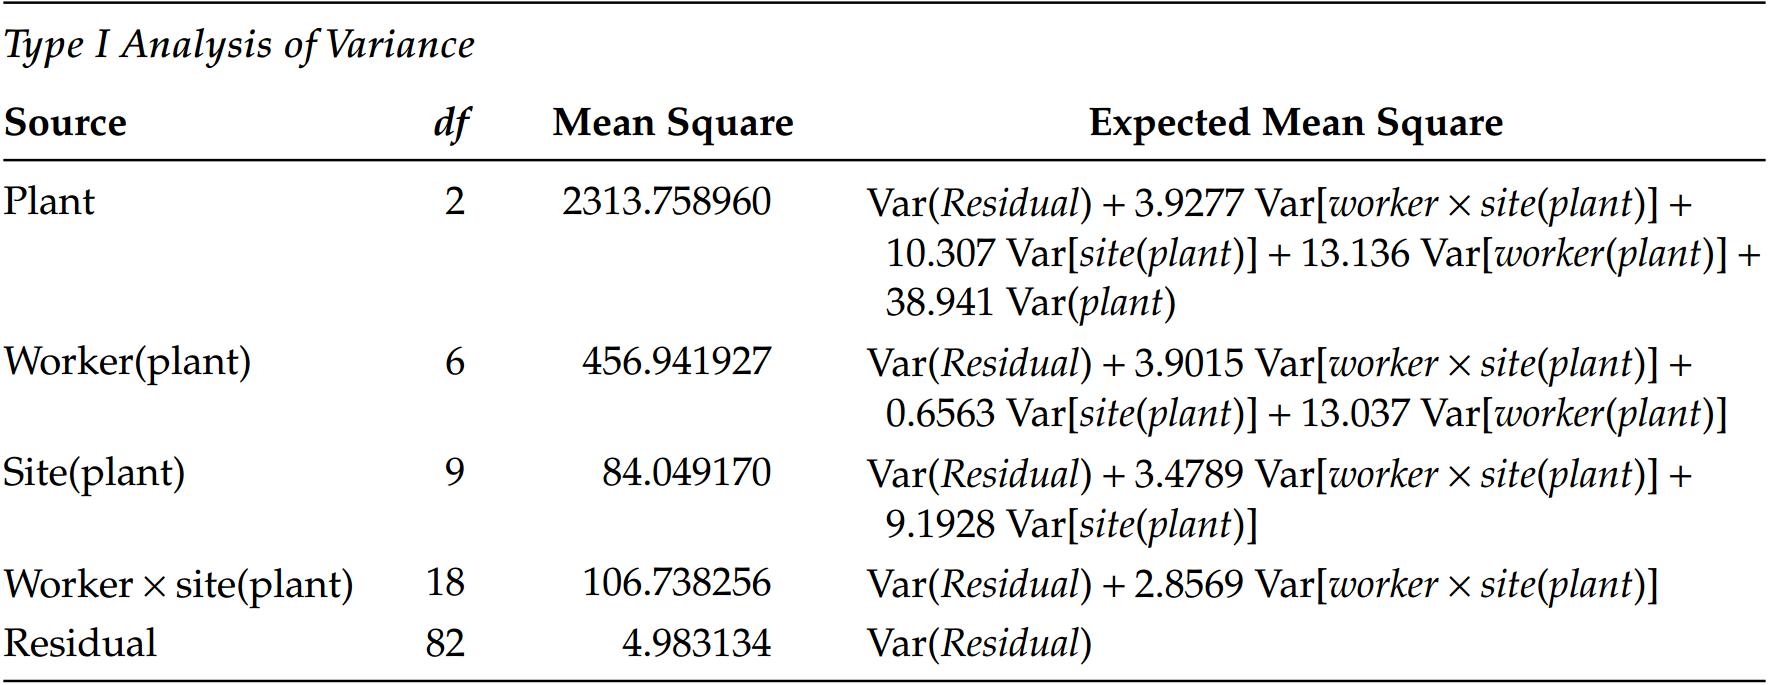 Type I Analysis of Variance
Source df Mean Square Expected Mean Square
Plant 2 2313.758960 Var(Residual) + 3.9277 Var[worker × site(plant)] +
10.307 Var[site(plant)] + 13.136 Var[worker(plant)] +
38.941 Var(plant)
Worker(plant) 6 456.941927 Var(Residual) + 3.9015 Var[worker × site(plant)] +
0.6563 Var[site(plant)] + 13.037 Var[worker(plant)]
Site(plant) 9 84.049170 Var(Residual) + 3.4789 Var[worker × site(plant)] +
9.1928 Var[site(plant)]
Worker × site(plant) 18 106.738256 Var(Residual) + 2.8569 Var[worker × site(plant)]
Residual 82 4.983134 Var(Residual)